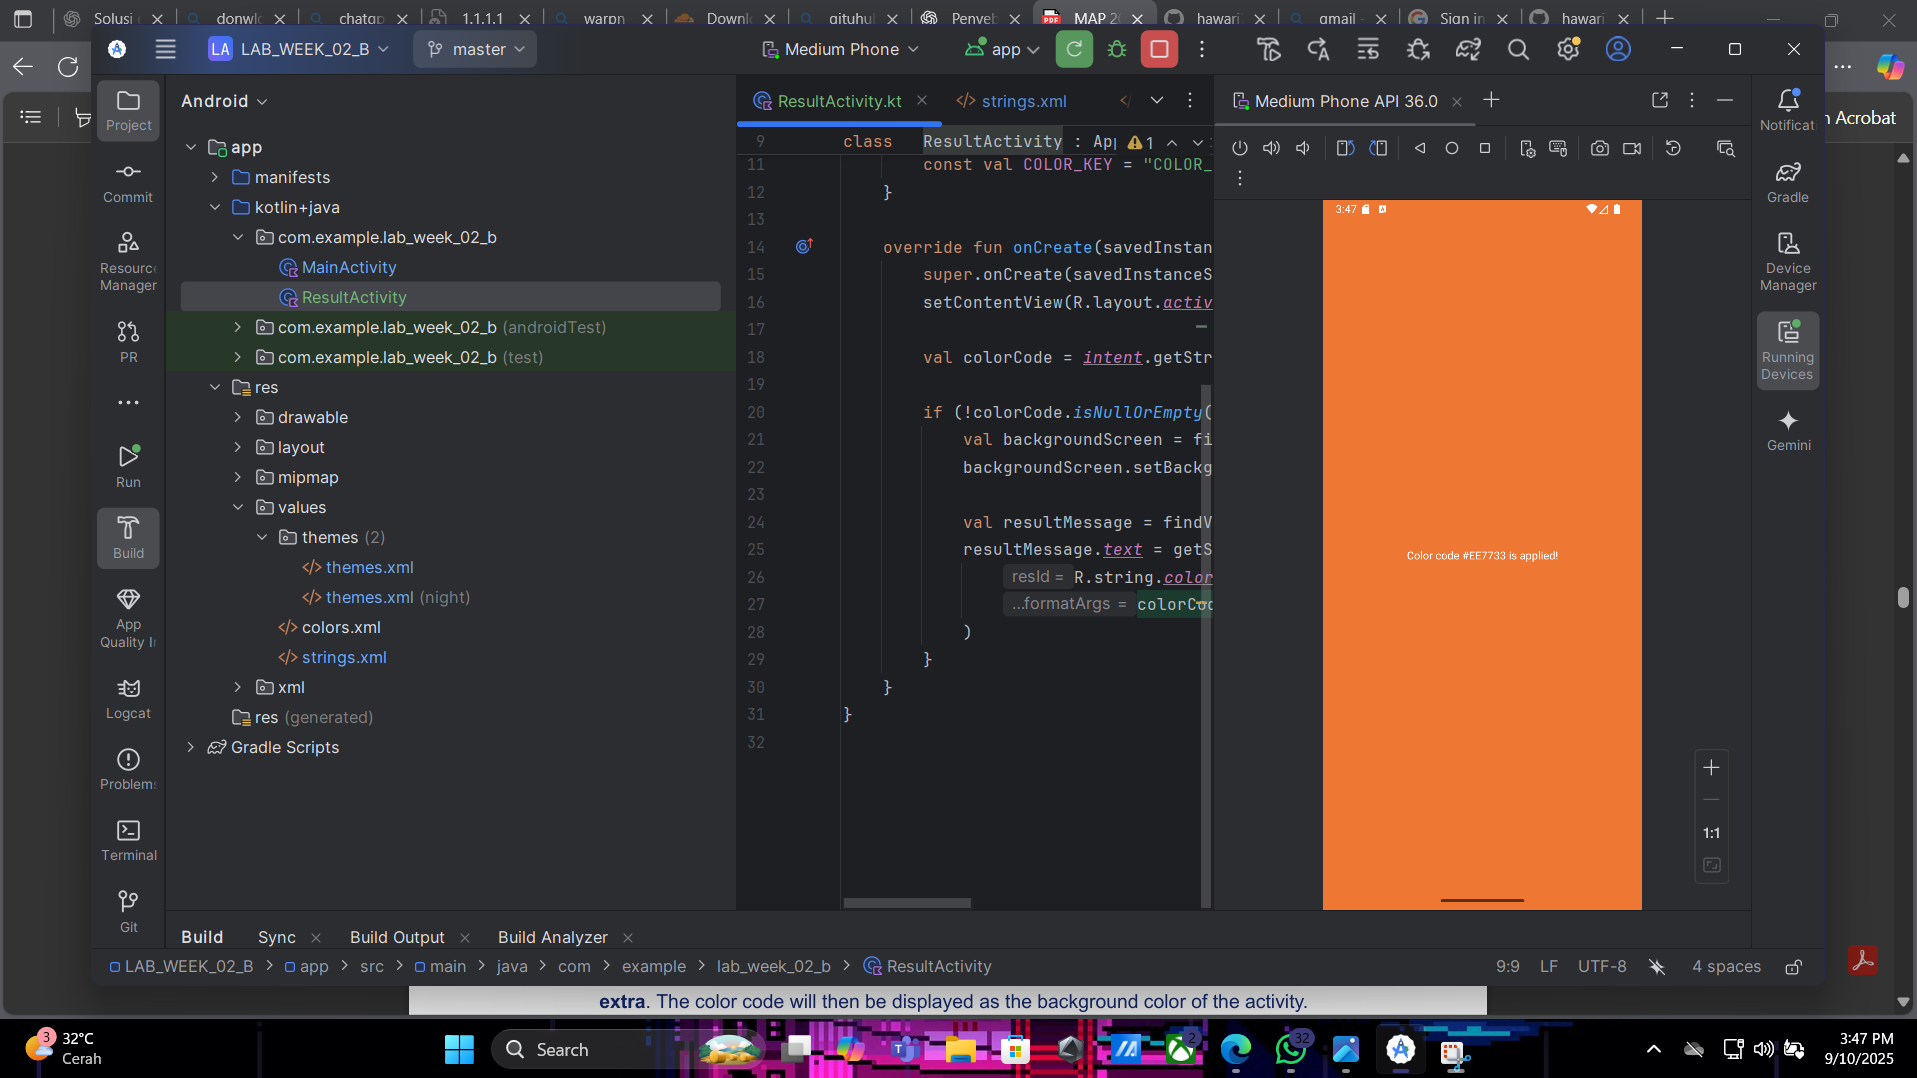 Solusi
donwl
chatgp
1.1.1.1
warpn
Downl
gituhul
Penyeb
MAP 2
hawari
gmail -
Sign in
hawari
LA LAB_WEEK_02_B
master
Medium Phone
app
n Acrobat
Project
Commit
Resourc
Manager
PR
Run
Build
App
Quality I
Logcat
Problems
Terminal
Git
Android
app
manifests
kotlin+java
com.example.lab_week_02_b
MainActivity
ResultActivity
com.example.lab_week_02_b (androidTest)
com.example.lab_week_02_b (test)
res
drawable
layout
mipmap
values
themes (2)
themes.xml
themes.xml (night)
colors.xml
strings.xml
xml
res (generated)
Gradle Scripts
ResultActivity.kt
strings.xml
9 class ResultActivity : App 1
11 const val COLOR_KEY = "COLOR_
12 }
13
14 override fun onCreate(savedInstan
15 super.onCreate(savedInstanceS
16 setContentView(R.layout.activ
17
18 val colorCode = intent.getStr
19
20 if (!colorCode.isNullOrEmpty(
21 val backgroundScreen = fi
22 backgroundScreen.setBackg
23
24 val resultMessage = findV
25 resultMessage.text = getS
26 resId = R.string.color
27 ...formatArgs = colorCod
28 )
29 }
30 }
31 }
32
Medium Phone API 36.0
3:47
Color code #EE7733 is applied!
1:1
Notificat
Gradle
Device
Manager
Running
Devices
Gemini
Build Sync Build Output Build Analyzer
LAB_WEEK_02_B > app > src > main > java > com > example > lab_week_02_b > ResultActivity
9:9 LF UTF-8 4 spaces
extra. The color code will then be displayed as the background color of the activity.
3
32°C
Cerah
Search
2
32
3:47 PM
9/10/2025